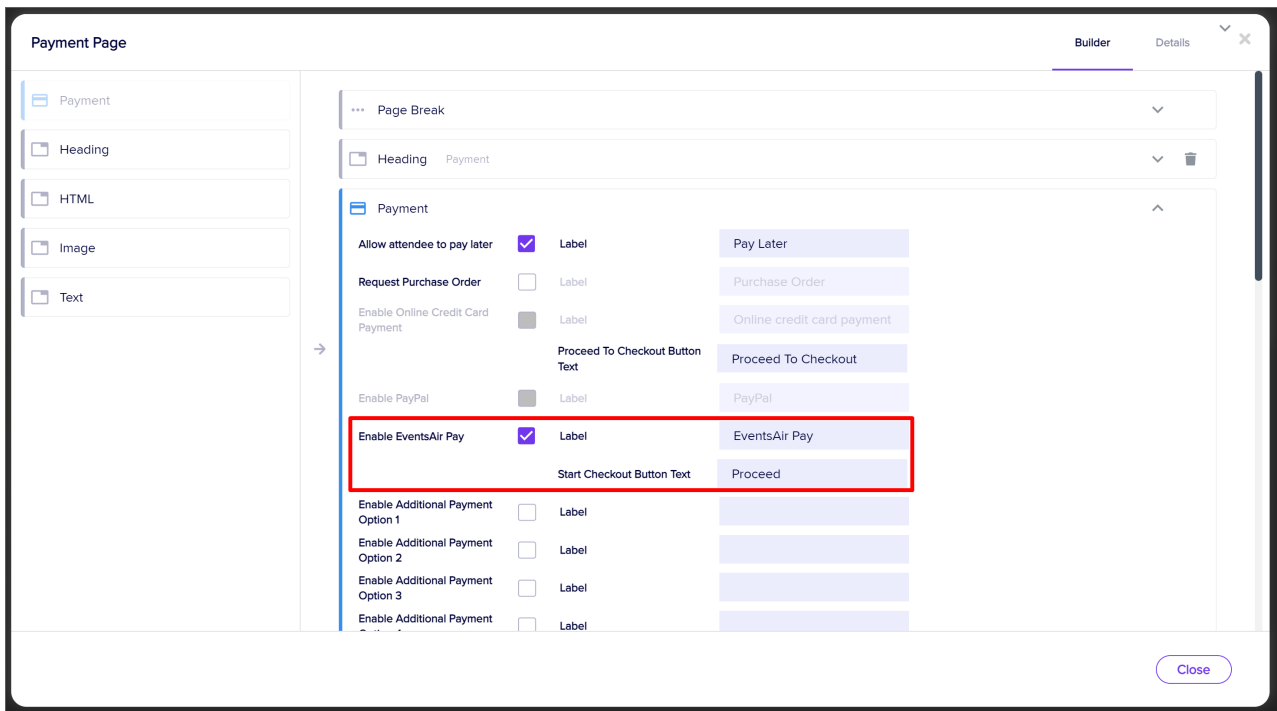 Payment Page
Builder
Details
Payment
Heading
HTML
Image
Text
Page Break
Heading Payment
Payment
Allow attendee to pay later Label Pay Later
Request Purchase Order Label Purchase Order
Enable Online Credit Card
Payment
Label Online credit card payment
Proceed To Checkout Button
Text
Proceed To Checkout
Enable PayPal Label PayPal
Enable EventsAir Pay Label EventsAir Pay
Start Checkout Button Text Proceed
Enable Additional Payment
Option 1
Label
Enable Additional Payment
Option 2
Label
Enable Additional Payment
Option 3
Label
Enable Additional Payment
Label
Close